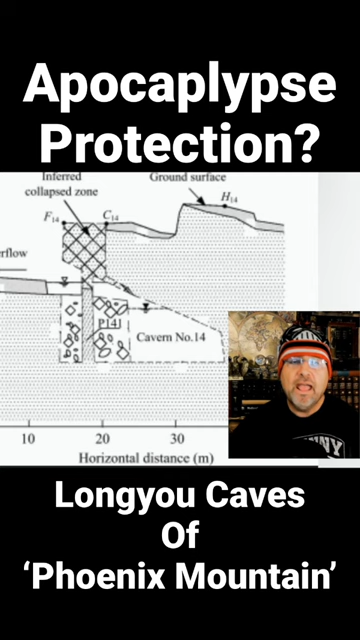 Apocaplypse
Protection?
Inferred
collapsed zone
Ground surface
F14
C14
H14
P14
Cavern No.14
10
20
30
Horizontal distance (m)
Longyou Caves
Of
‘Phoenix Mountain’